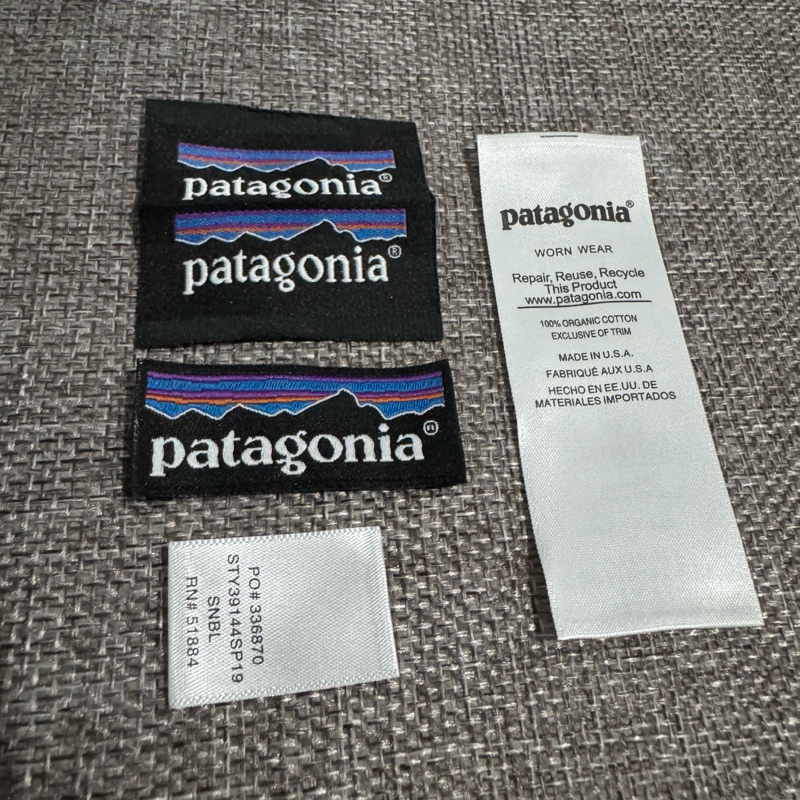 patagonia®
patagonia®
patagonia®
PO# 336870
STY39144SP19
SNBL
RN# 51884
patagonia®
WORN WEAR
Repair, Reuse, Recycle
This Product
www.patagonia.com
100% ORGANIC COTTON
EXCLUSIVE OF TRIM
MADE IN U.S.A.
FABRIQUÉ AUX U.S.A
HECHO EN EE.UU. DE
MATERIALES IMPORTADOS